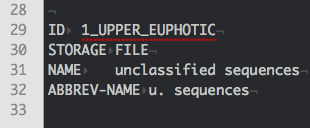 28
29 ID 1_UPPER_EUPHOTIC
30 STORAGE FILE
31 NAME unclassified sequences
32 ABBREV-NAME u. sequences
33